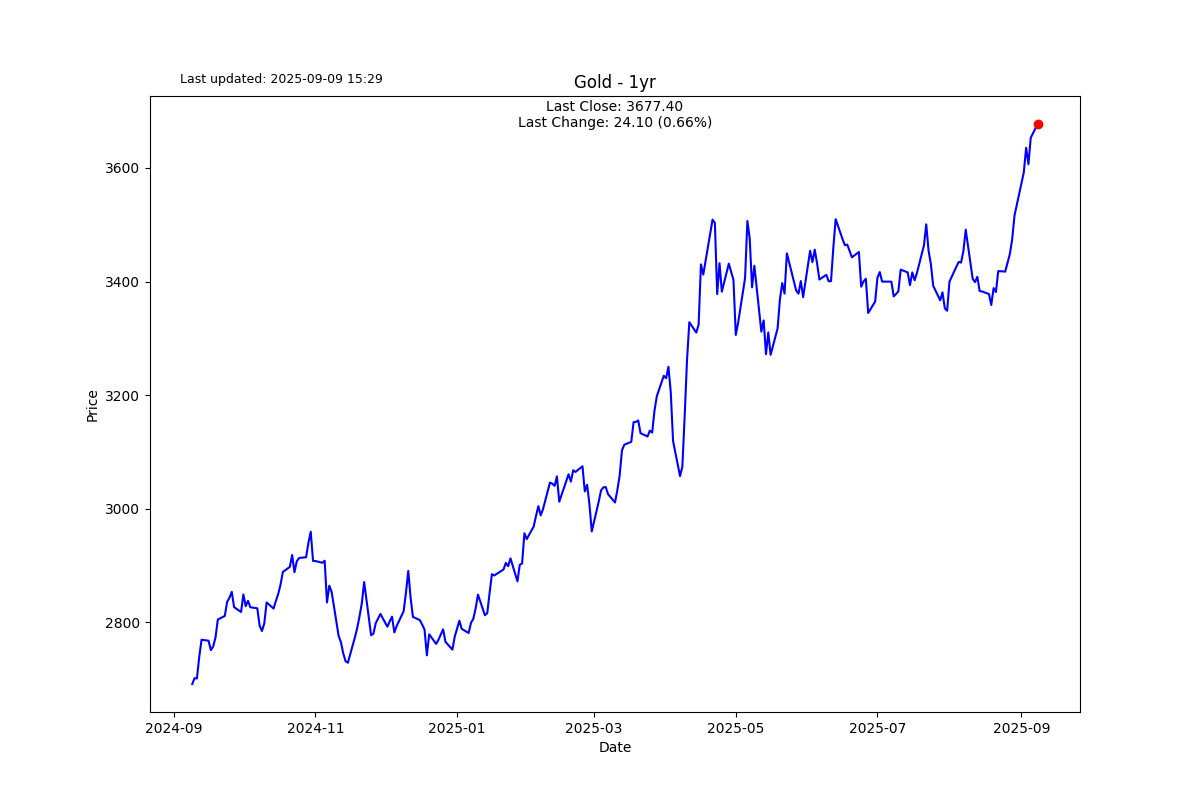 Last updated: 2025-09-09 15:29
Gold - 1yr
Last Close: 3677.40
Last Change: 24.10 (0.66%)
Price
3600
3400
3200
3000
2800
2024-09
2024-11
2025-01
2025-03
2025-05
2025-07
2025-09
Date